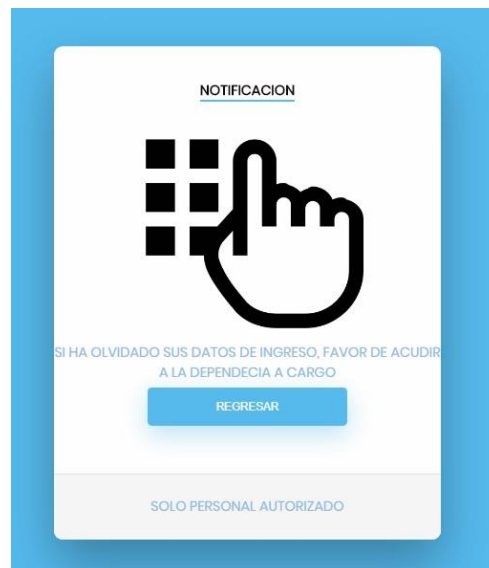 NOTIFICACION
SI HA OLVIDADO SUS DATOS DE INGRESO, FAVOR DE ACUDIR
A LA DEPENDECIA A CARGO
REGRESAR
SOLO PERSONAL AUTORIZADO